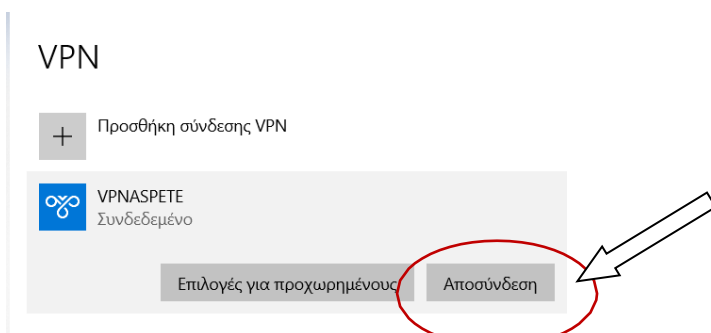 VPN
Προσθήκη σύνδεσης VPN
VPNASPETE
Συνδεδεμένο
Επιλογές για προχωρημένους
Αποσύνδεση